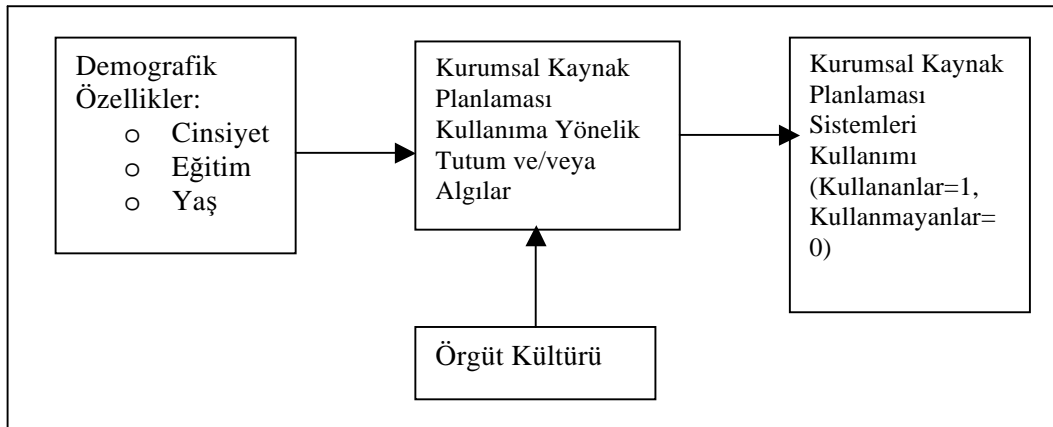 Demografik
Özellikler:
o Cinsiyet
o Eğitim
o Yaş
Kurumsal Kaynak
Planlaması
Kullanıma Yönelik
Tutum ve/veya
Algılar
Kurumsal Kaynak
Planlaması
Sistemleri
Kullanımı
(Kullananlar=1,
Kullanmayanlar=
0)
Örgüt Kültürü